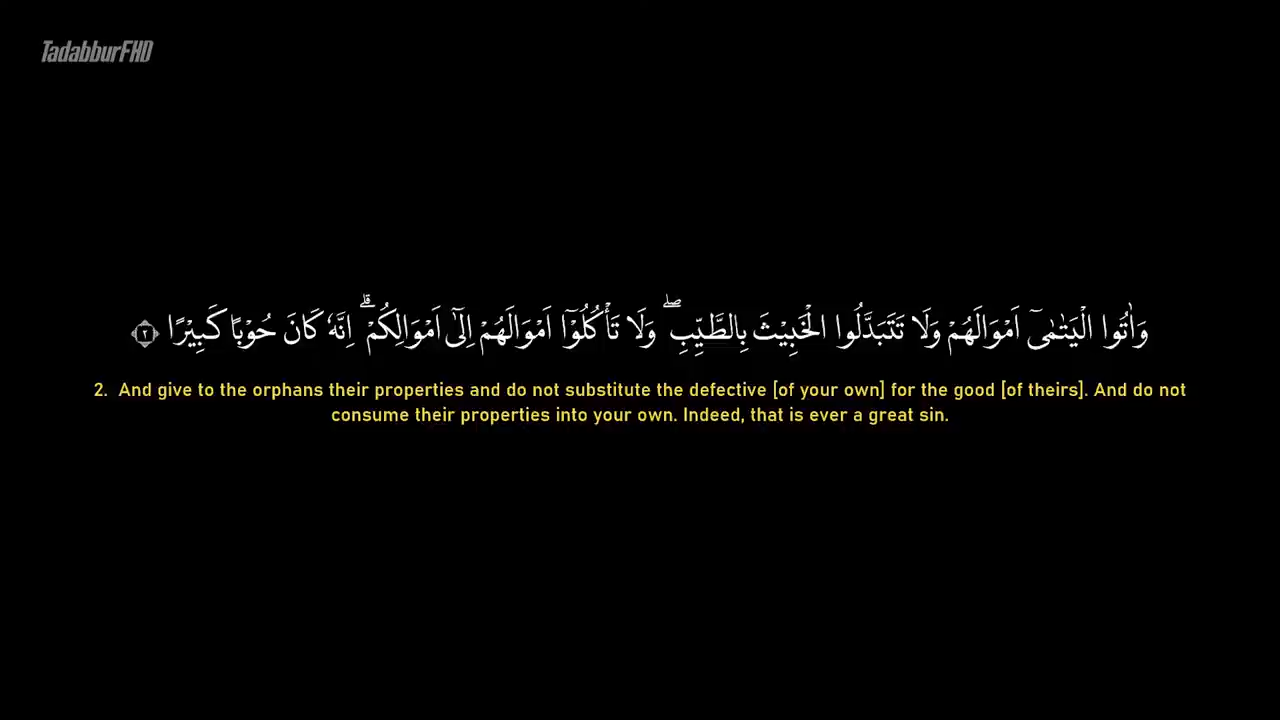 TadabburFHD
وَاٰتُوا الْيَتٰمٰىٓ اَمْوَالَهُمْ وَلَا تَتَبَدَّلُوا الْخَبِيْثَ بِالطَّيِّبِ ۖ وَلَا تَأْكُلُوْٓا اَمْوَالَهُمْ اِلٰٓى اَمْوَالِكُمْ ۗ اِنَّهٗ كَانَ حُوْبًا كَبِيْرًا ٢
2. And give to the orphans their properties and do not substitute the defective [of your own] for the good [of theirs]. And do not
consume their properties into your own. Indeed, that is ever a great sin.